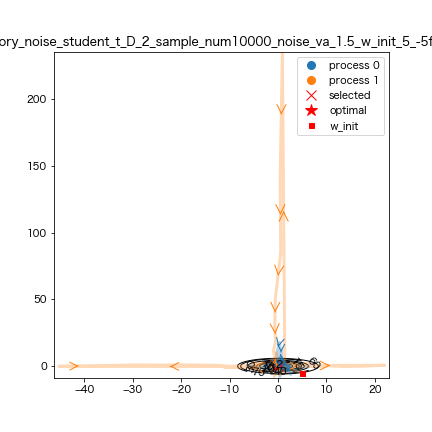 ory_noise_student_t_D_2_sample_num10000_noise_va_1.5_w_init_5_-5f
process 0
process 1
selected
optimal
w_init
200
150
100
50
0
−40 −30 −20 −10 0 10 20